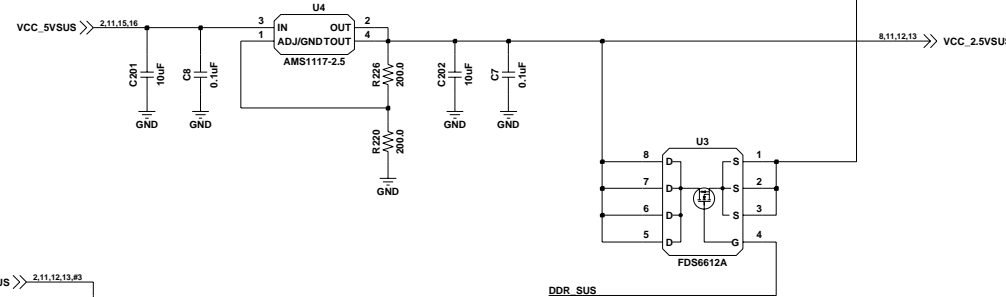 U4
VCC_5VSUS 2,11,15,16
3 IN OUT 2
1 ADJ/GND TOUT 4
AMS1117-2.5
8,11,12,13 VCC_2.5VSUS
C201 10uF
C8 0.1uF
R226 200.0
C202 10uF
C7 0.1uF
GND GND GND GND
R220 200.0
GND
U3
8 D S 1
7 D S 2
6 D S 3
5 D G 4
FDS6612A
US 2,11,12,13,#3
DDR_SUS